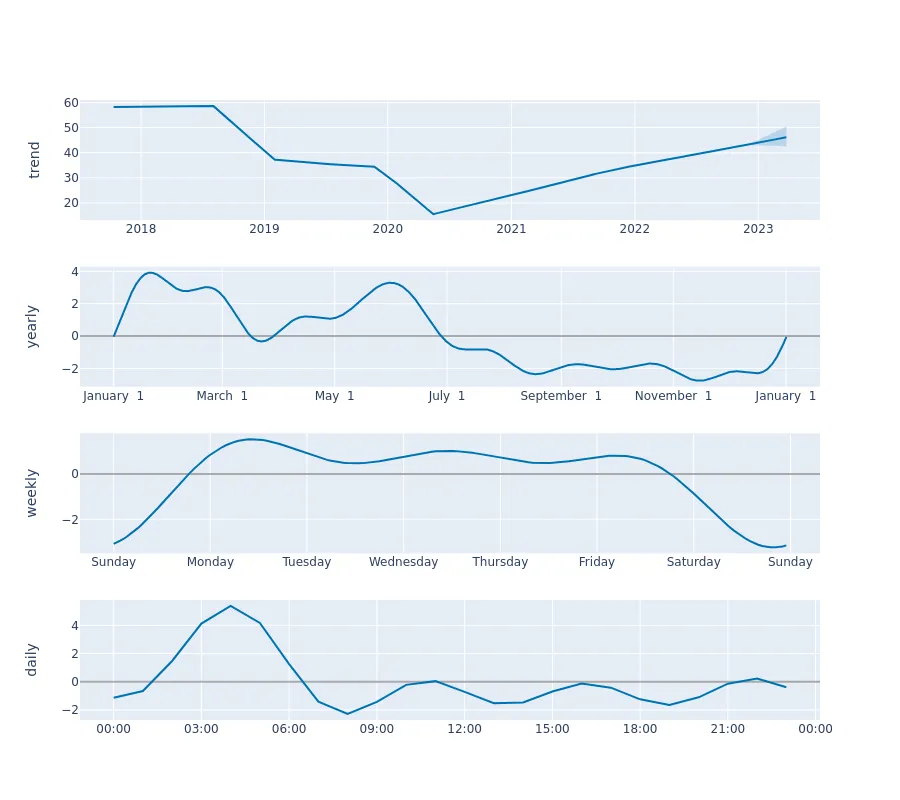 trend
60
50
40
30
20
2018 2019 2020 2021 2022 2023
yearly
4
2
0
−2
January 1 March 1 May 1 July 1 September 1 November 1 January 1
weekly
0
−2
Sunday Monday Tuesday Wednesday Thursday Friday Saturday Sunday
daily
4
2
0
−2
00:00 03:00 06:00 09:00 12:00 15:00 18:00 21:00 00:00